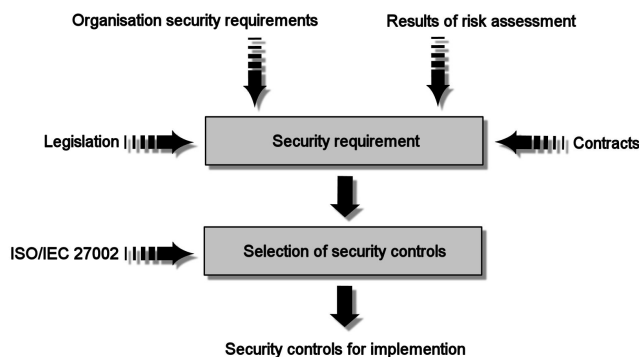 Organisation security requirements
Results of risk assessment
Legislation
Security requirement
Contracts
ISO/IEC 27002
Selection of security controls
Security controls for implemention